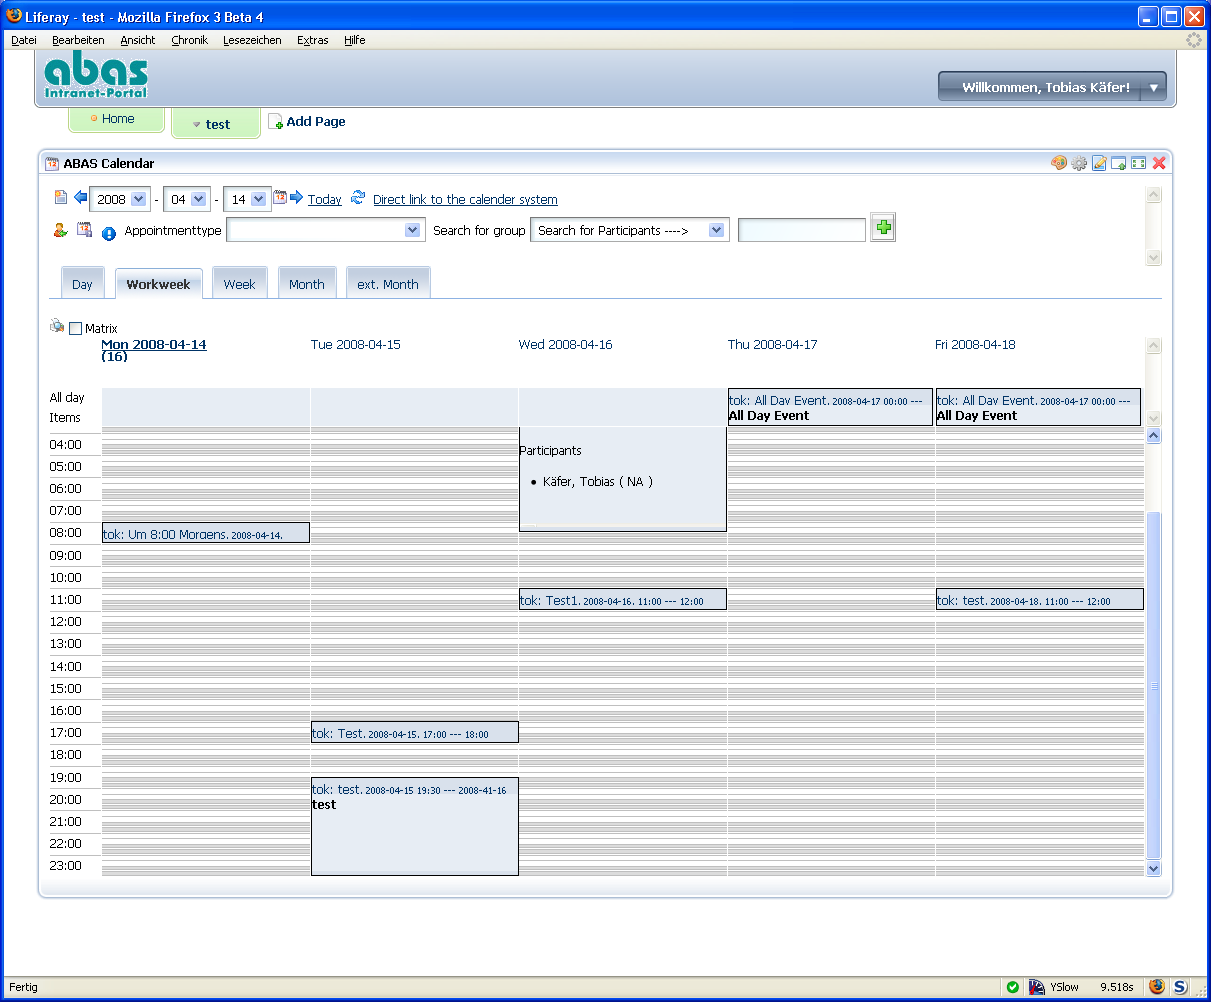 Liferay - test - Mozilla Firefox 3 Beta 4
Datei Bearbeiten Ansicht Chronik Lesezeichen Extras Hilfe
abas
Intranet-Portal
Willkommen, Tobias Käfer!
Home test Add Page
12 ABAS Calendar
2008 - 04 - 14 12 Today Direct link to the calender system
12 Appointmenttype Search for group Search for Participants ---->
Day Workweek Week Month ext. Month
Matrix
Mon 2008-04-14 Tue 2008-04-15 Wed 2008-04-16 Thu 2008-04-17 Fri 2008-04-18
(16)
All day tok: All Day Event. 2008-04-17 00:00 --- tok: All Day Event. 2008-04-17 00:00 ---
Items All Day Event All Day Event
04:00 Participants
05:00
06:00 • Käfer, Tobias ( NA )
07:00
08:00 tok: Um 8:00 Morgens. 2008-04-14.
09:00
10:00
11:00 tok: Test1. 2008-04-16. 11:00 --- 12:00 tok: test. 2008-04-18. 11:00 --- 12:00
12:00
13:00
14:00
15:00
16:00
17:00 tok: Test. 2008-04-15. 17:00 --- 18:00
18:00
19:00 tok: test. 2008-04-15 19:30 --- 2008-41-16
20:00 test
21:00
22:00
23:00
Fertig YSlow 9.518s S